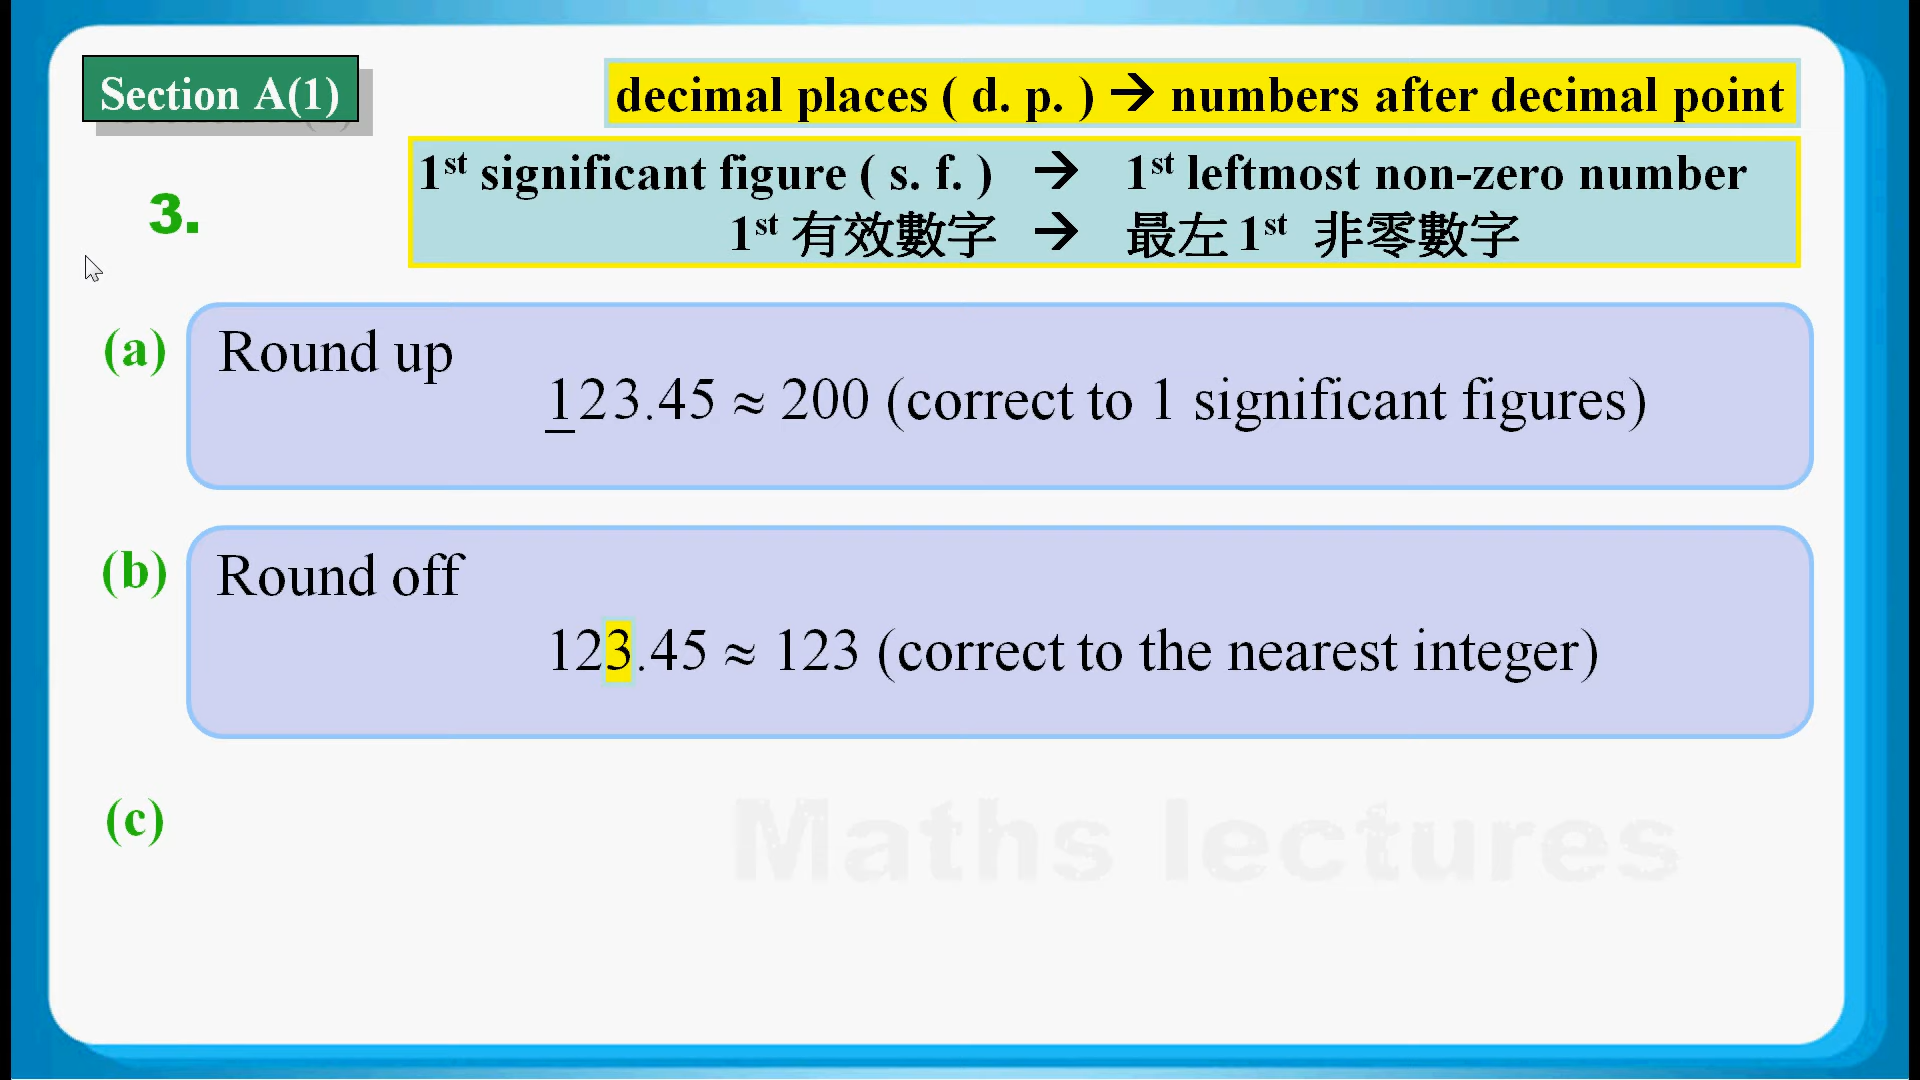 Section A(1)
decimal places ( d. p. ) → numbers after decimal point
1st significant figure ( s. f. ) → 1st leftmost non-zero number
1st 有效數字 → 最左 1st 非零數字
3.
(a) Round up
123.45 ≈ 200 (correct to 1 significant figures)
(b) Round off
123.45 ≈ 123 (correct to the nearest integer)
(c)
Maths lectures